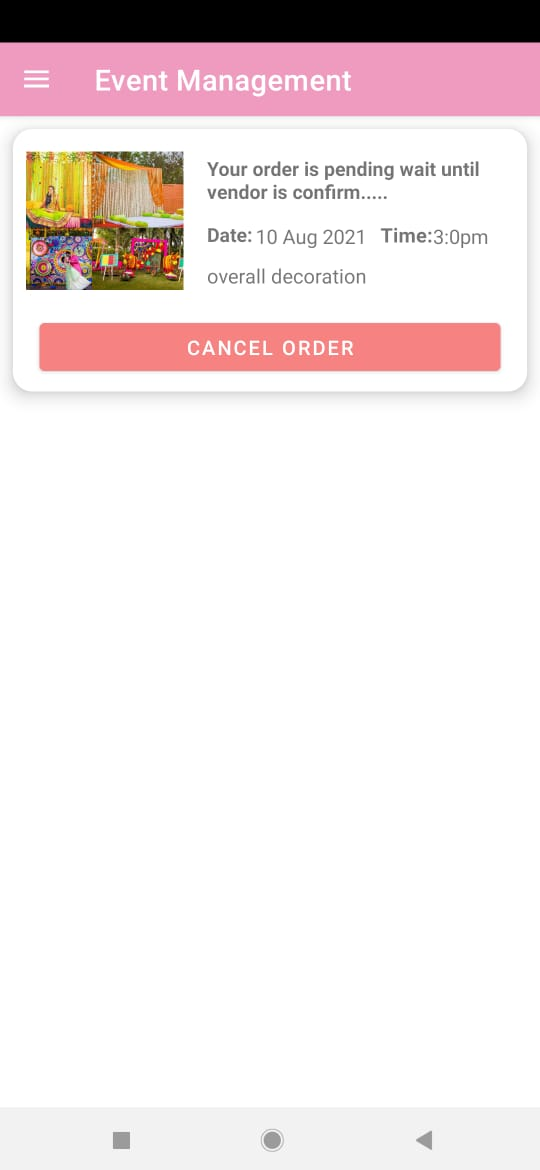 Event Management
Your order is pending wait until
vendor is confirm.....
Date: 10 Aug 2021 Time:3:0pm
overall decoration
CANCEL ORDER